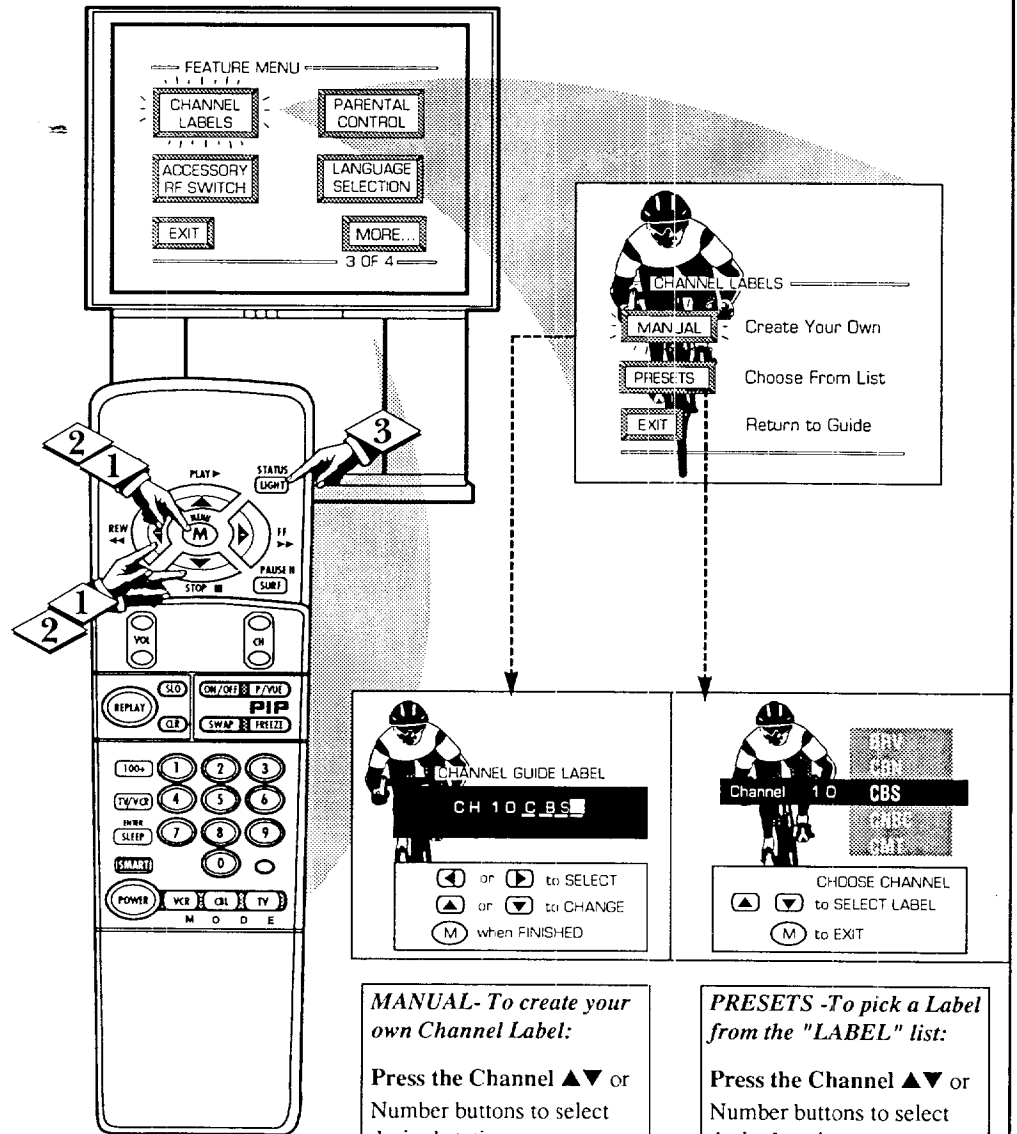 FEATURE MENU
CHANNEL LABELS
PARENTAL CONTROL
ACCESSORY RF SWITCH
LANGUAGE SELECTION
EXIT
MORE...
3 OF 4
CHANNEL LABELS
MANUAL Create Your Own
PRESETS Choose From List
EXIT Return to Guide
2
1
3
PLAY
STATUS
LIGHT
MENU
M
REW
FF
PAUSE
SURF
STOP
1
2
VOL
CH
REPLAY
SLO
CLR
ON/OFF P/VUE
PIP
SWAP FREEZE
100+ 1 2 3
TV/VCR 4 5 6
ENTER
SLEEP 7 8 9
SMART 0
POWER VCR CBL TV
M O D E
CHANNEL GUIDE LABEL
CH 10 CBS
◀ or ▶ to SELECT
▲ or ▼ to CHANGE
M when FINISHED
BRV
CBN
Channel 10 CBS
CNBC
CMT
CHOOSE CHANNEL
▲ ▼ to SELECT LABEL
M to EXIT
MANUAL- To create your
own Channel Label:
Press the Channel ▲▼ or
Number buttons to select
PRESETS -To pick a Label
from the "LABEL" list:
Press the Channel ▲▼ or
Number buttons to select